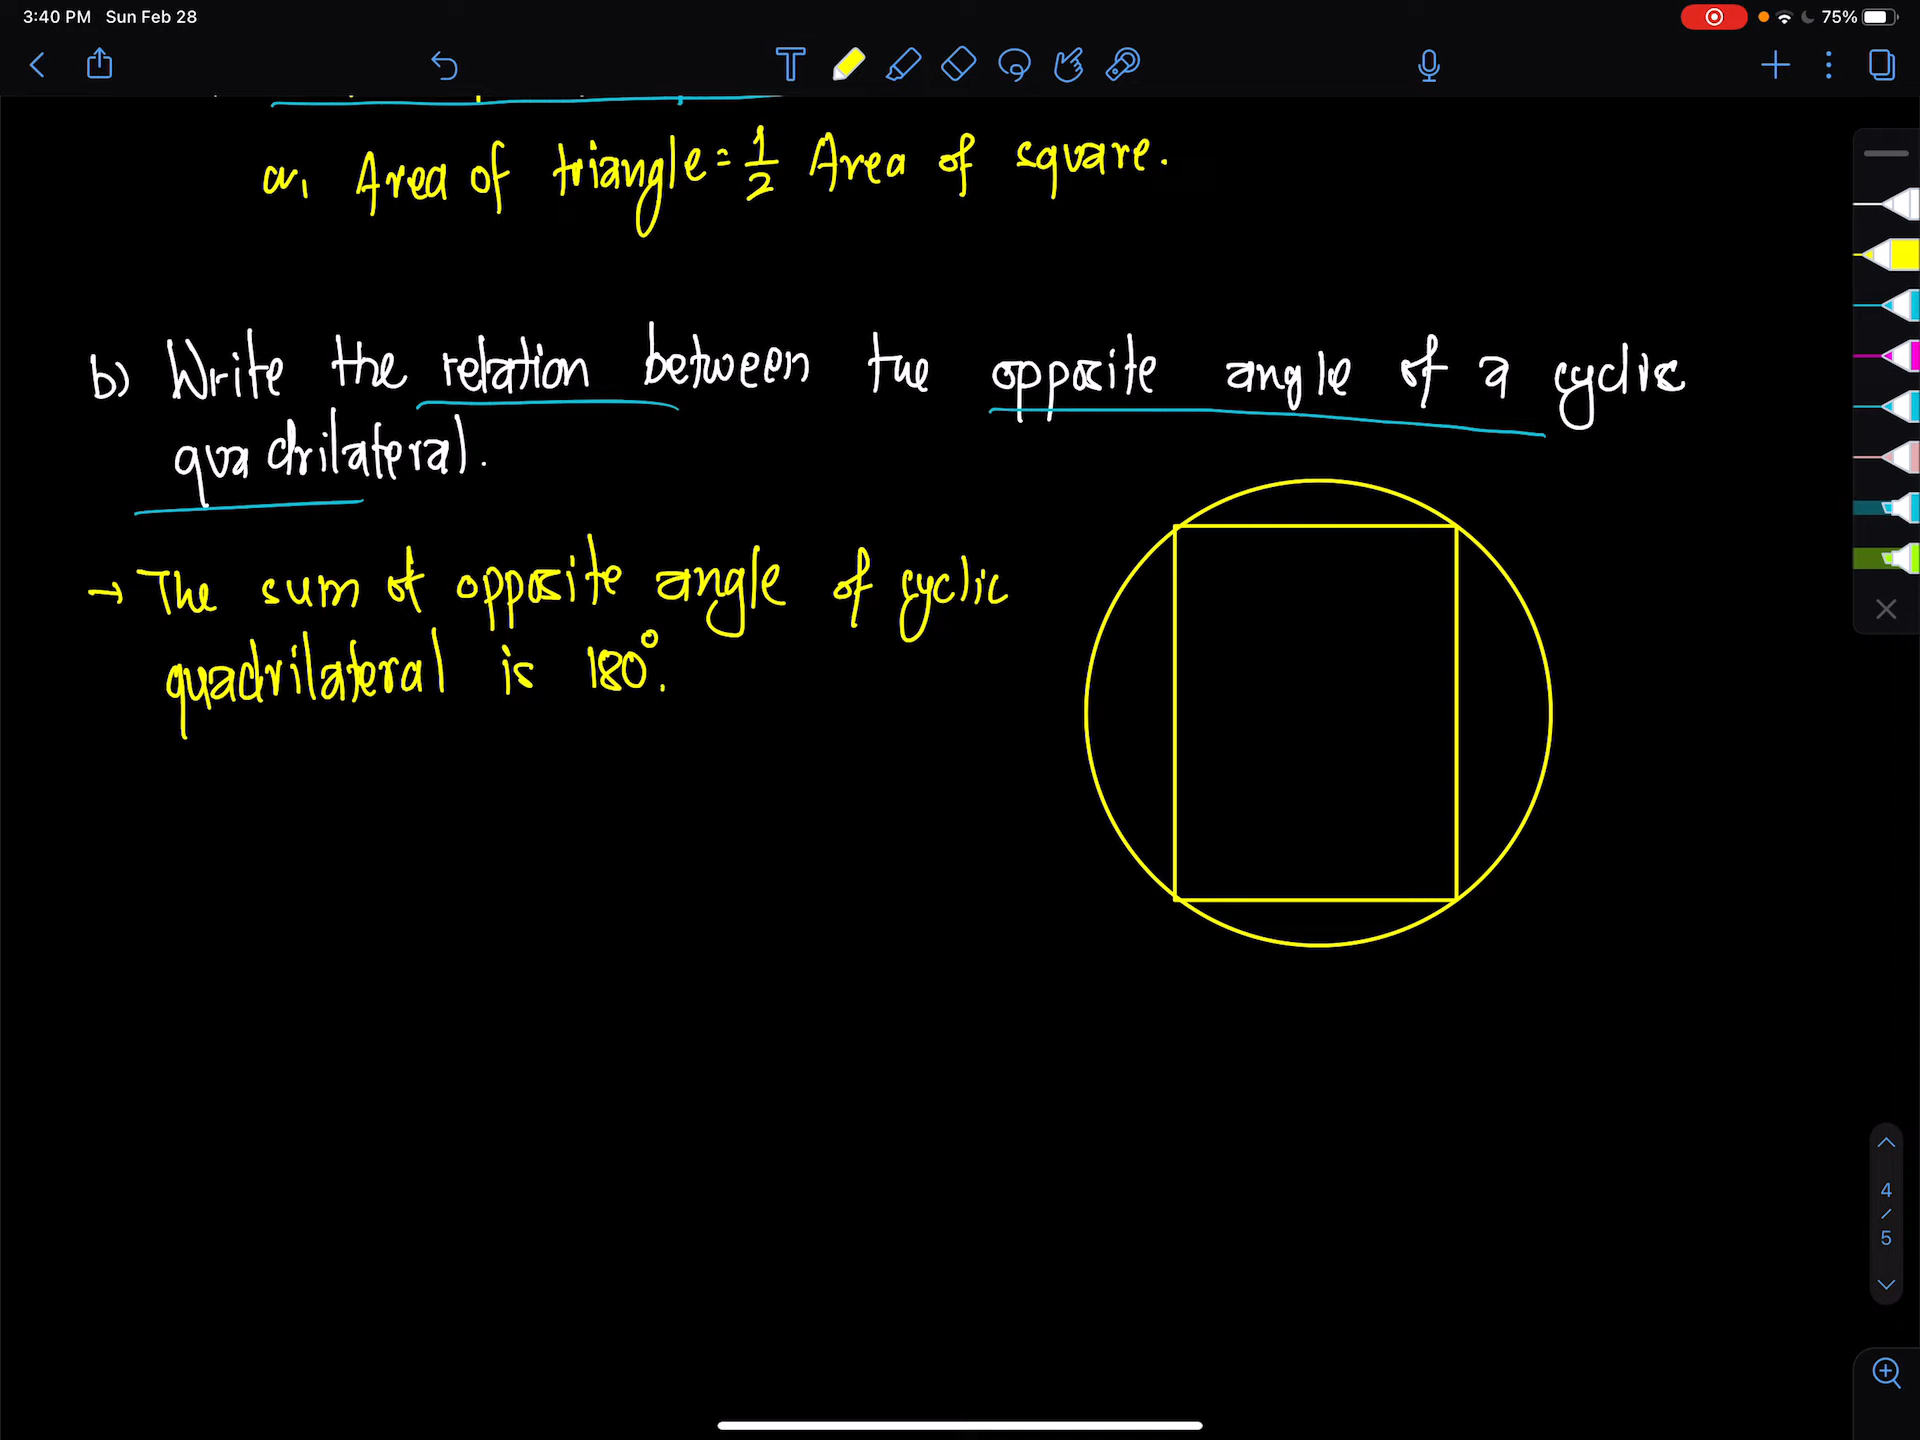 3:40 PM Sun Feb 28
75%
a, Area of triangle = 1/2 Area of square.
b) Write the relation between the opposite angle of a cyclic
quadrilateral.
→ The sum of opposite angle of cyclic
quadrilateral is 180°.
4
/
5